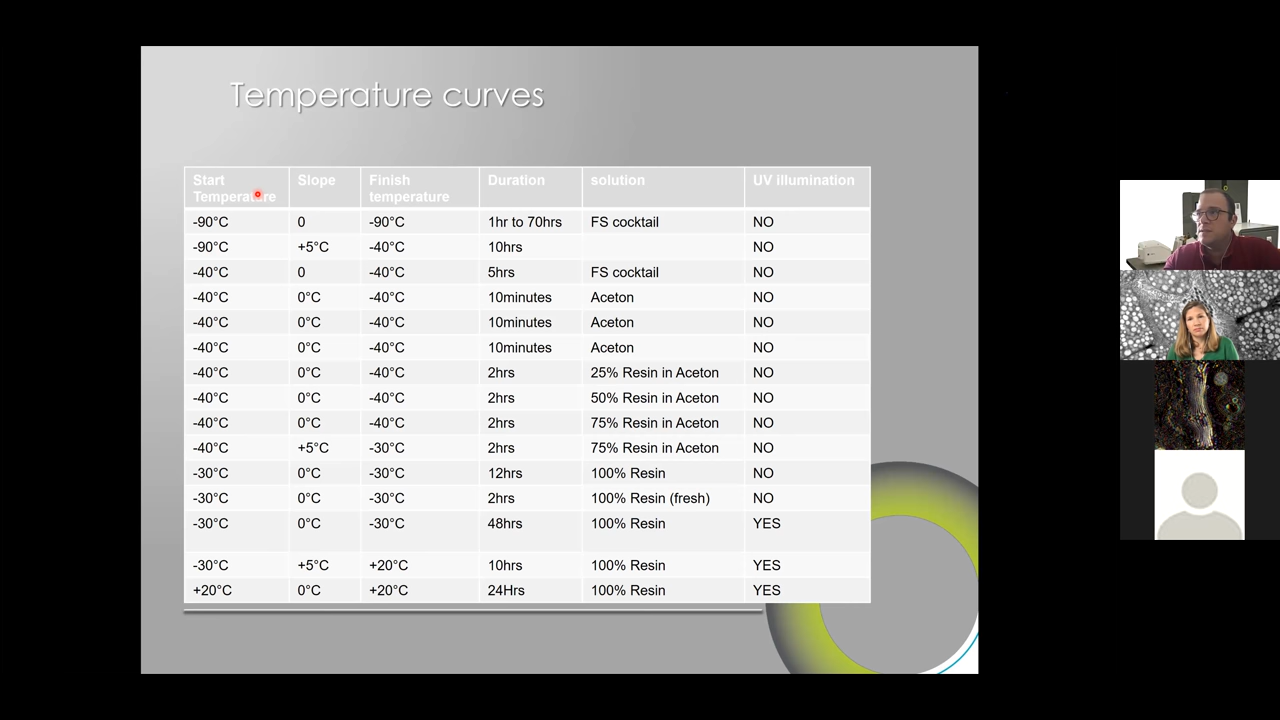 Temperature curves
Start Temperature Slope Finish temperature Duration solution UV illumination
-90°C 0 -90°C 1hr to 70hrs FS cocktail NO
-90°C +5°C -40°C 10hrs NO
-40°C 0 -40°C 5hrs FS cocktail NO
-40°C 0°C -40°C 10minutes Aceton NO
-40°C 0°C -40°C 10minutes Aceton NO
-40°C 0°C -40°C 10minutes Aceton NO
-40°C 0°C -40°C 2hrs 25% Resin in Aceton NO
-40°C 0°C -40°C 2hrs 50% Resin in Aceton NO
-40°C 0°C -40°C 2hrs 75% Resin in Aceton NO
-40°C +5°C -30°C 2hrs 75% Resin in Aceton NO
-30°C 0°C -30°C 12hrs 100% Resin NO
-30°C 0°C -30°C 2hrs 100% Resin (fresh) NO
-30°C 0°C -30°C 48hrs 100% Resin YES
-30°C +5°C +20°C 10hrs 100% Resin YES
+20°C 0°C +20°C 24Hrs 100% Resin YES